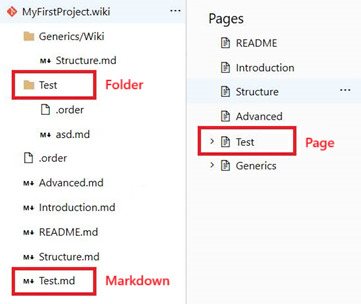 MyFirstProject.wiki ...
Generics/Wiki
M↓ Structure.md
Test Folder
.order
M↓ asd.md
.order
M↓ Advanced.md
M↓ Introduction.md
M↓ README.md
M↓ Structure.md
M↓ Test.md
Markdown
Pages
README
Introduction
Structure ...
Advanced
> Test Page
> Generics